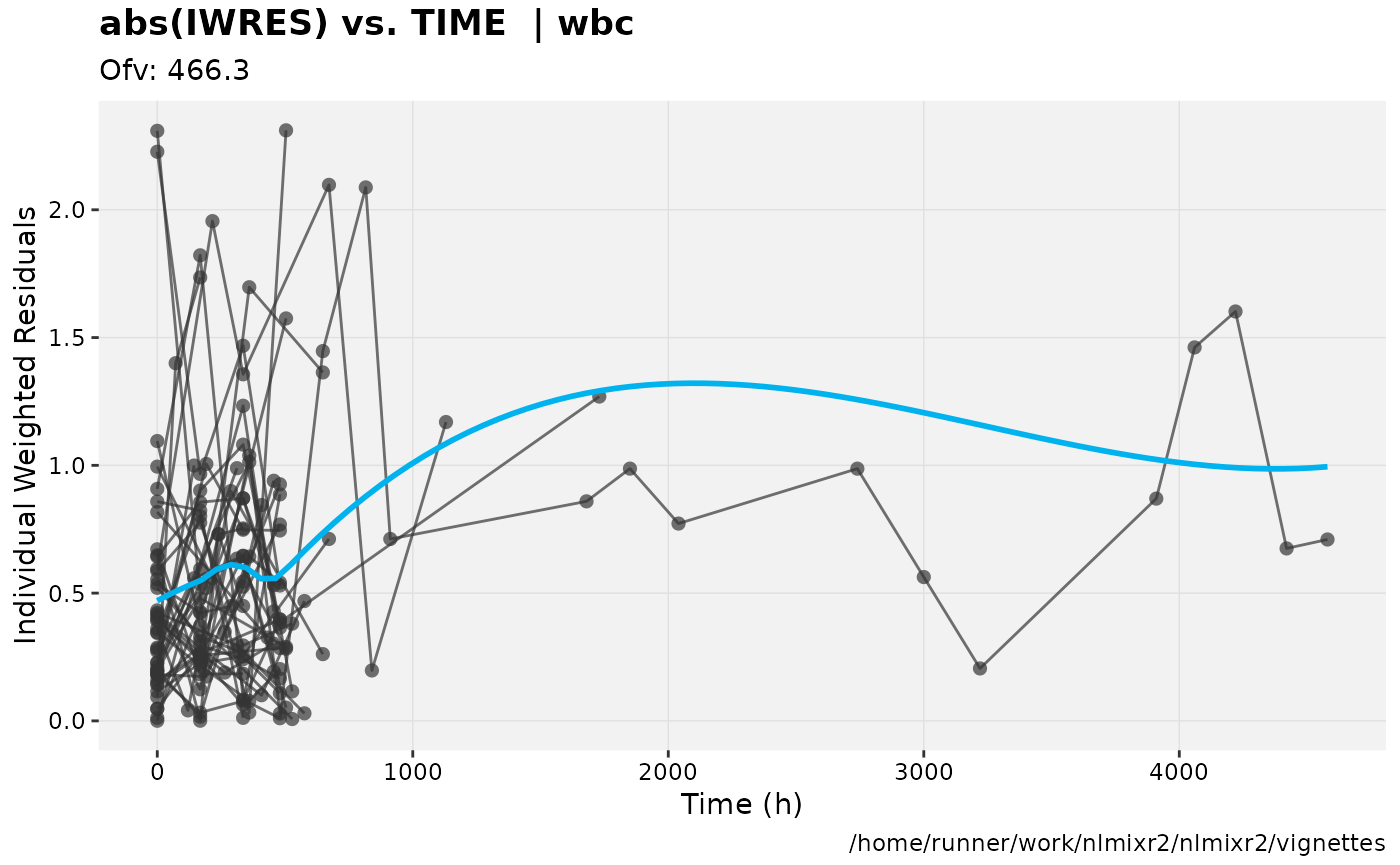 abs(IWRES) vs. TIME  | wbc
Ofv: 466.3
Individual Weighted Residuals
2.0
1.5
1.0
0.5
0.0
0 1000 2000 3000 4000
Time (h)
/home/runner/work/nlmixr2/nlmixr2/vignettes